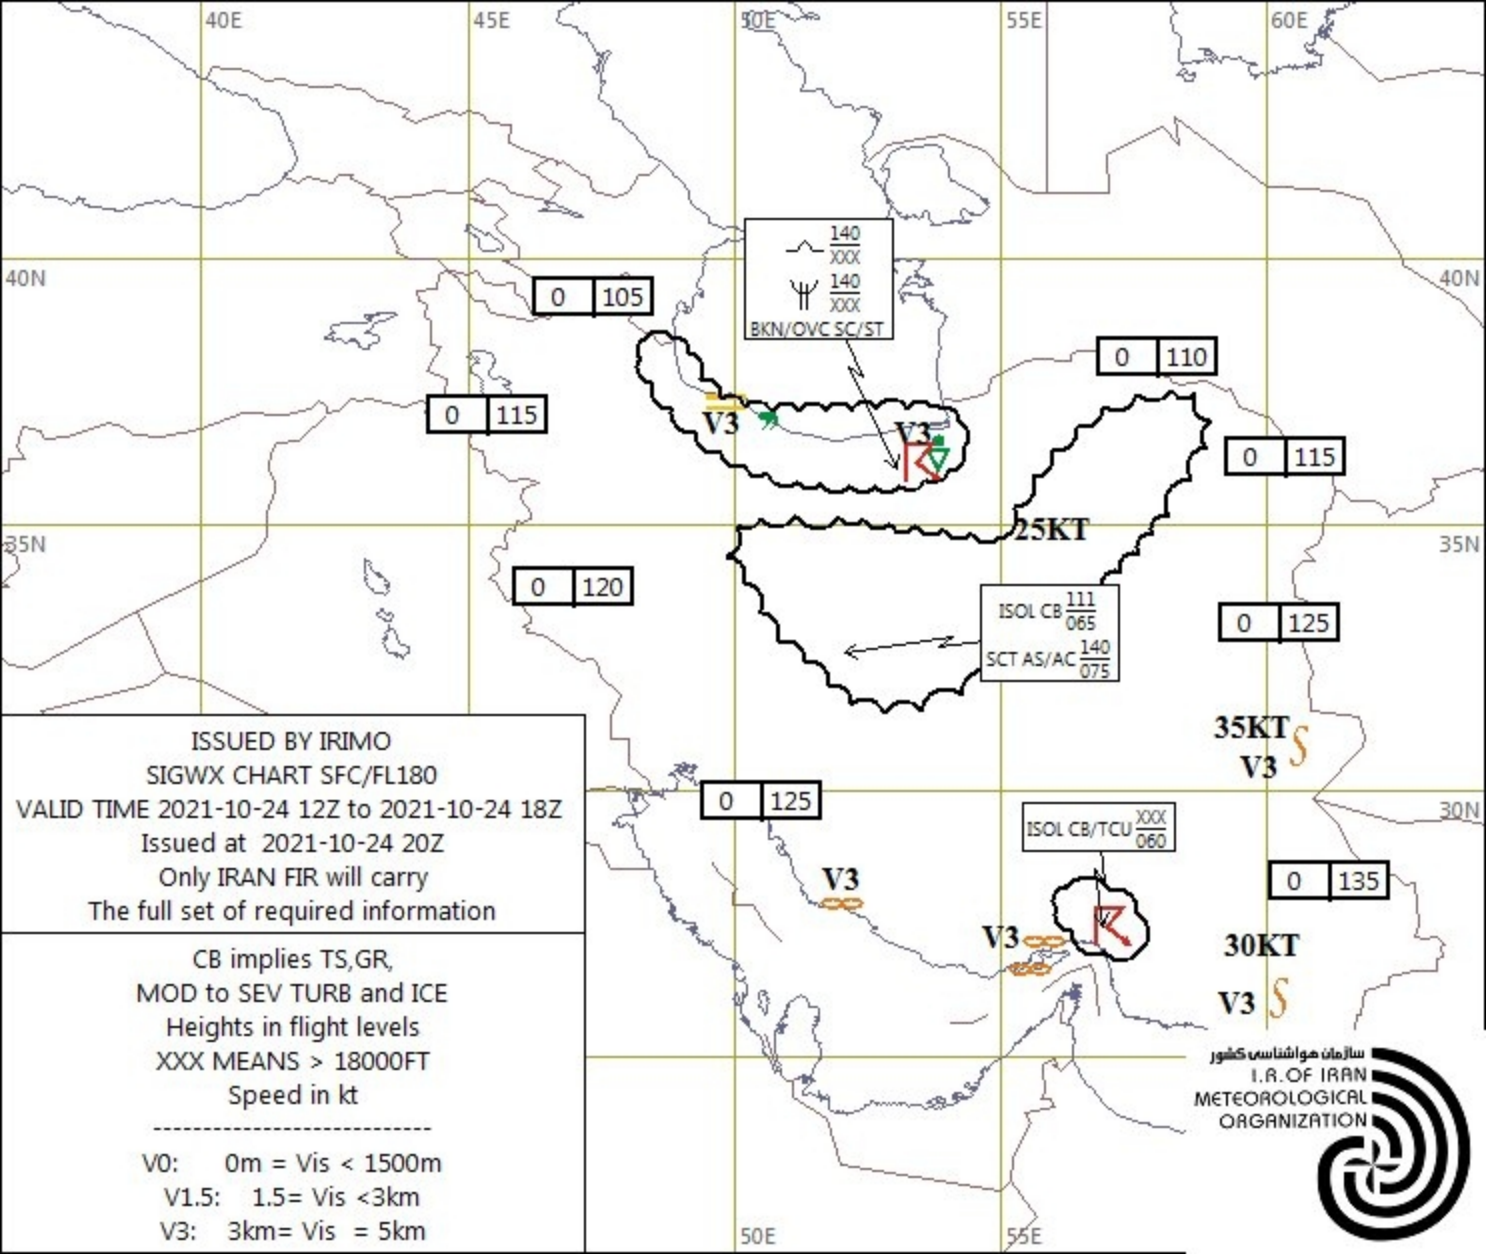 40E
45E
50E
55E
60E
140
XXX
140
XXX
BKN/OVC SC/ST
40N
40N
0 105
0 110
0 115
V3
V3
0 115
25KT
35N
35N
0 120
ISOL CB 111
065
SCT AS/AC 140
075
0 125
35KT
V3
0 125
30N
ISOL CB/TCU XXX
060
V3
0 135
V3
30KT
V3
ISSUED BY IRIMO
SIGWX CHART SFC/FL180
VALID TIME 2021-10-24 12Z to 2021-10-24 18Z
Issued at 2021-10-24 20Z
Only IRAN FIR will carry
The full set of required information
CB implies TS,GR,
MOD to SEV TURB and ICE
Heights in flight levels
XXX MEANS > 18000FT
Speed in kt
---------------------------
V0: 0m = Vis < 1500m
V1.5: 1.5= Vis <3km
V3: 3km= Vis = 5km
سازمان هواشناسی کشور
I.R.OF IRAN
METEOROLOGICAL
ORGANIZATION
50E
55E